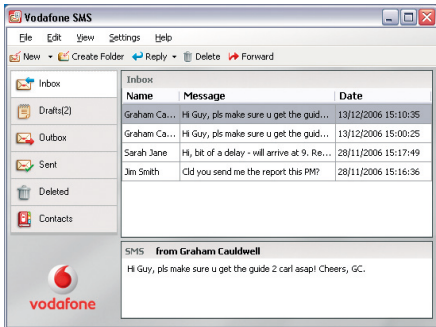 Vodafone SMS
File Edit View Settings Help
New Create Folder Reply Delete Forward
Inbox
Drafts(2)
Outbox
Sent
Deleted
Contacts
vodafone
Inbox
Name Message Date
Graham Ca... Hi Guy, pls make sure u get the guid... 13/12/2006 15:10:35
Graham Ca... Hi Guy, pls make sure u get the guid... 13/12/2006 15:00:25
Sarah Jane Hi, bit of a delay - will arrive at 9. Re... 28/11/2006 15:17:49
Jim Smith Cld you send me the report this PM? 28/11/2006 15:16:36
SMS from Graham Cauldwell
Hi Guy, pls make sure u get the guide 2 carl asap! Cheers, GC.